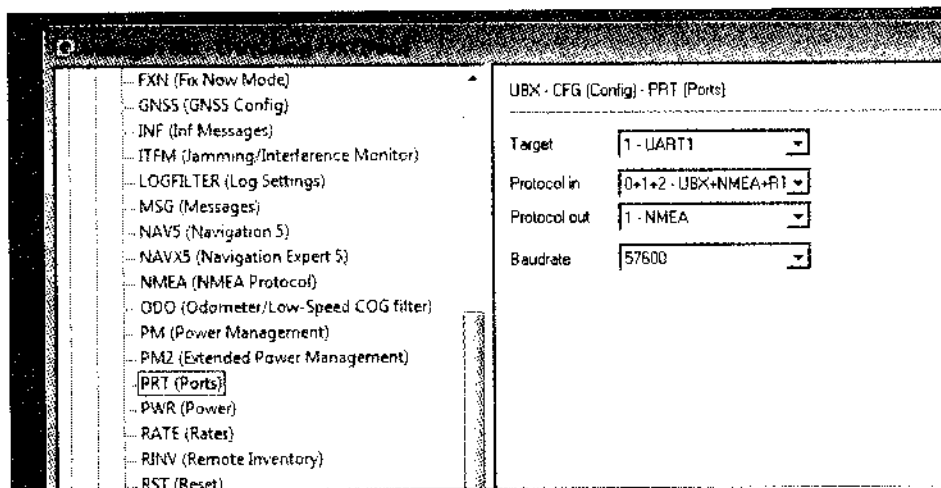 FXN (Fix Now Mode)
GNSS (GNSS Config)
INF (Inf Messages)
ITFM (Jamming/Interference Monitor)
LOGFILTER (Log Settings)
MSG (Messages)
NAV5 (Navigation 5)
NAVX5 (Navigation Expert 5)
NMEA (NMEA Protocol)
ODO (Odometer/Low-Speed COG filter)
PM (Power Management)
PM2 (Extended Power Management)
PRT (Ports)
PWR (Power)
RATE (Rates)
RINV (Remote Inventory)
RST (Reset)
UBX - CFG (Config) - PRT (Ports)
Target 1 - UART1
Protocol in 0+1+2 - UBX+NMEA+RT
Protocol out 1 - NMEA
Baudrate 57600